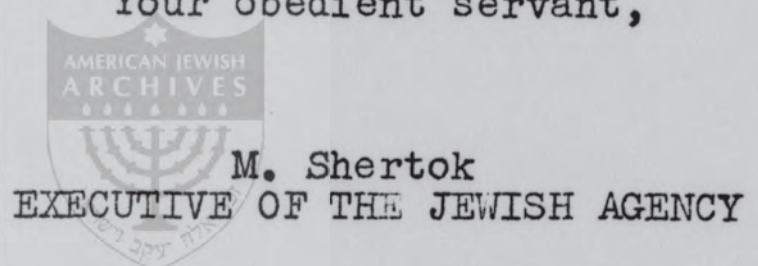 Your obedient servant,
AMERICAN JEWISH
ARCHIVES
M. Shertok
EXECUTIVE OF THE JEWISH AGENCY